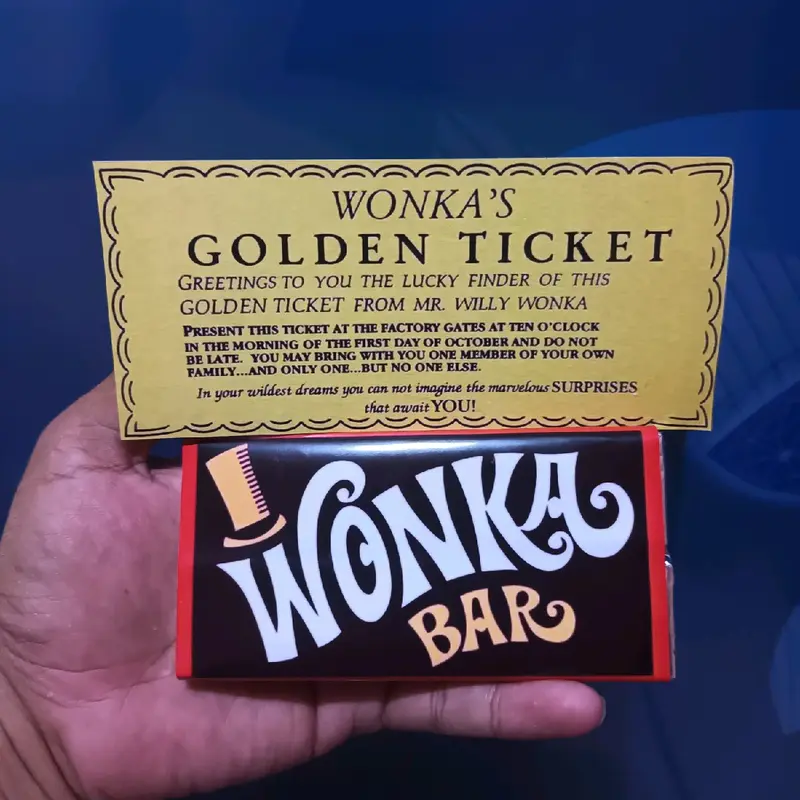 WONKA'S
GOLDEN TICKET
GREETINGS TO YOU THE LUCKY FINDER OF THIS
GOLDEN TICKET FROM MR. WILLY WONKA
PRESENT THIS TICKET AT THE FACTORY GATES AT TEN O'CLOCK
IN THE MORNING OF THE FIRST DAY OF OCTOBER AND DO NOT
BE LATE. YOU MAY BRING WITH YOU ONE MEMBER OF YOUR OWN
FAMILY...AND ONLY ONE...BUT NO ONE ELSE.
In your wildest dreams you can not imagine the marvelous SURPRISES
that await YOU!
WONKA
BAR